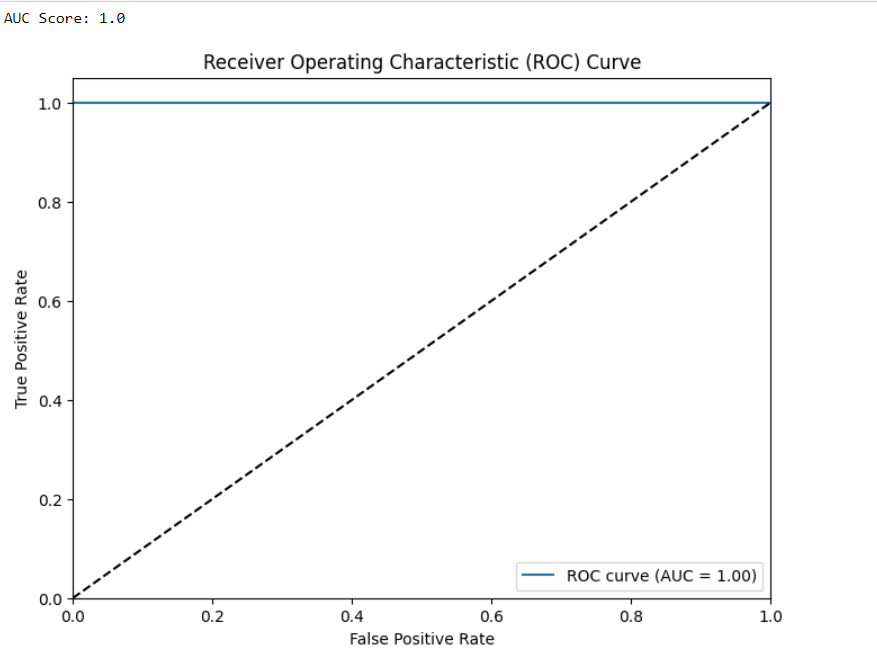 AUC Score: 1.0
Receiver Operating Characteristic (ROC) Curve
1.0
0.8
0.6
0.4
0.2
0.0
True Positive Rate
ROC curve (AUC = 1.00)
0.0 0.2 0.4 0.6 0.8 1.0
False Positive Rate